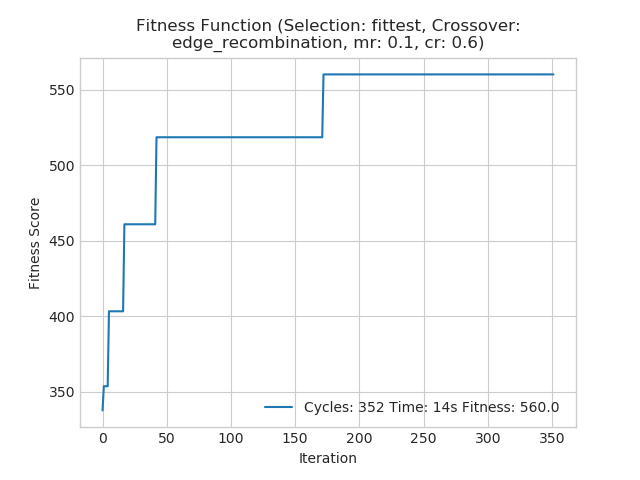 Fitness Function (Selection: fittest, Crossover:
edge_recombination, mr: 0.1, cr: 0.6)
Fitness Score
550
500
450
400
350
Cycles: 352 Time: 14s Fitness: 560.0
0 50 100 150 200 250 300 350
Iteration